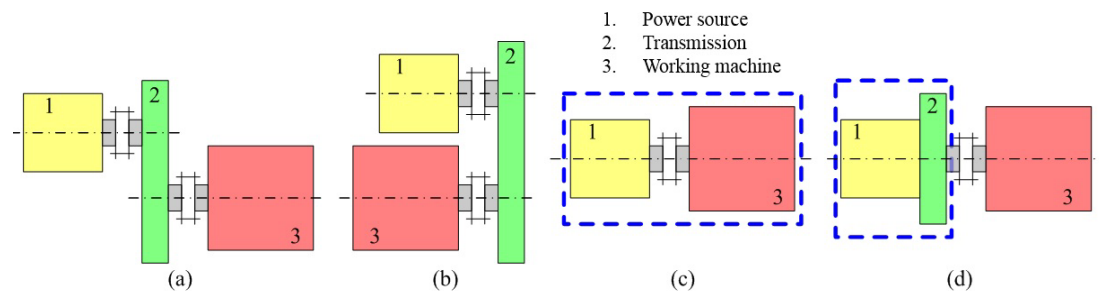 1. Power source
2. Transmission
3. Working machine
1
2
3
(a)
1
2
3
(b)
1
3
(c)
1
2
3
(d)